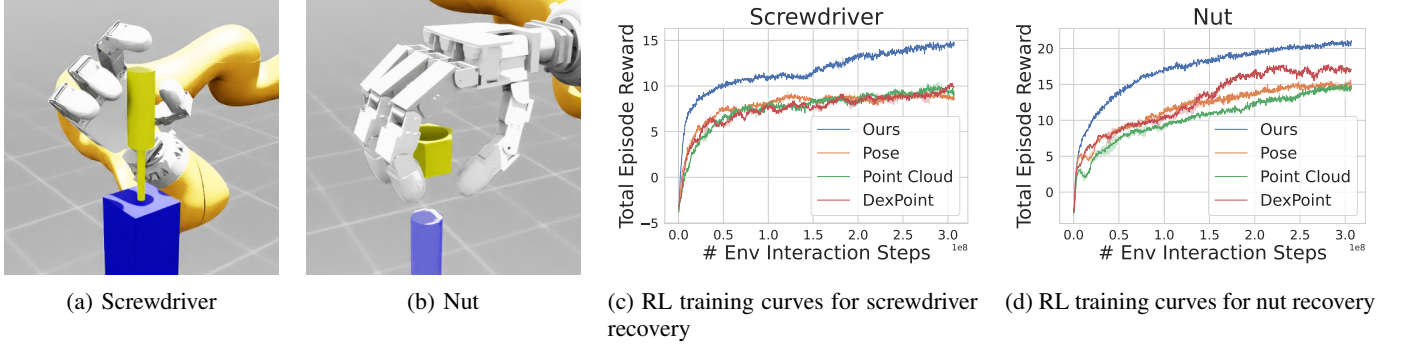 (a) Screwdriver
(b) Nut
Screwdriver
Total Episode Reward
15
10
5
0
−5
Ours
Pose
Point Cloud
DexPoint
0.0 0.5 1.0 1.5 2.0 2.5 3.0
1e8
# Env Interaction Steps
(c) RL training curves for screwdriver
recovery
Nut
Total Episode Reward
20
15
10
5
0
Ours
Pose
Point Cloud
DexPoint
0.0 0.5 1.0 1.5 2.0 2.5 3.0
1e8
# Env Interaction Steps
(d) RL training curves for nut recovery